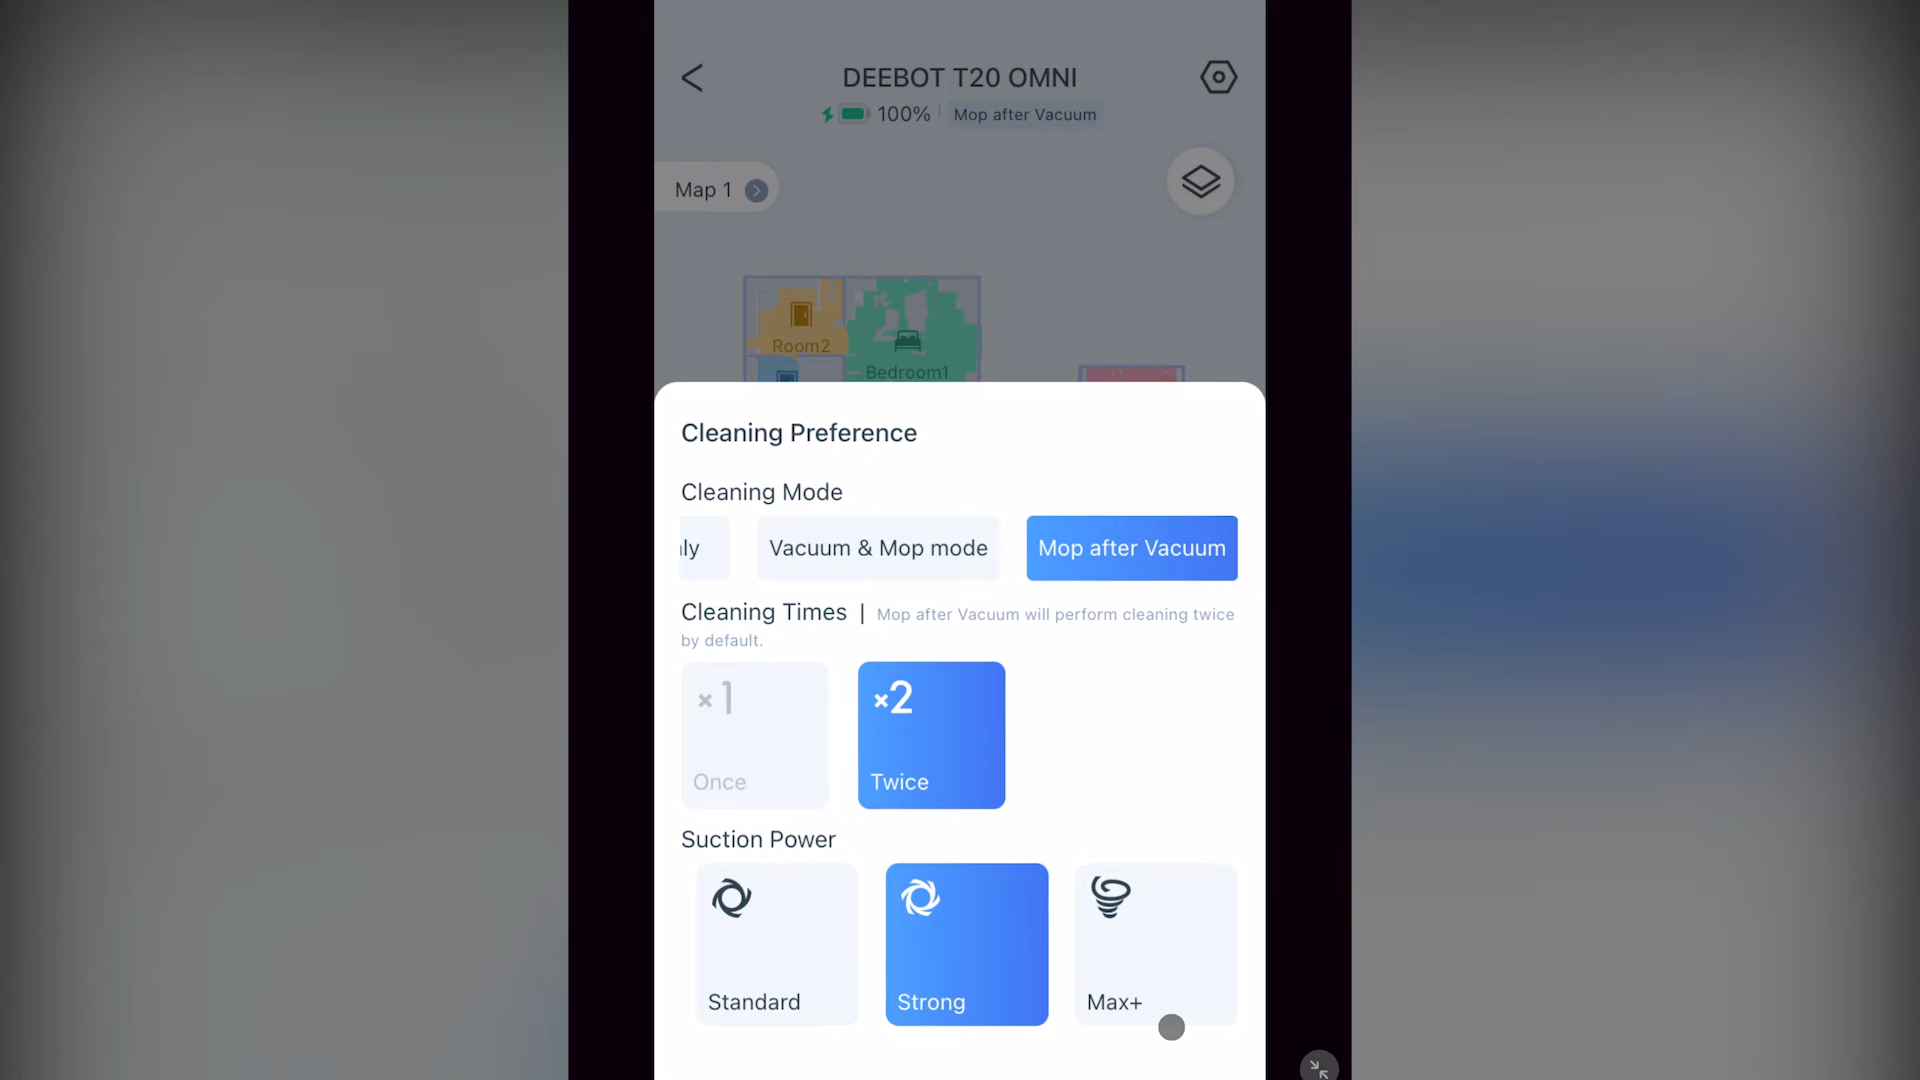 DEEBOT T20 OMNI
100% Mop after Vacuum
Map 1
Room2
Bedroom1
Cleaning Preference
Cleaning Mode
ly Vacuum & Mop mode Mop after Vacuum
Cleaning Times | Mop after Vacuum will perform cleaning twice
by default.
×1 ×2
Once Twice
Suction Power
Standard Strong Max+